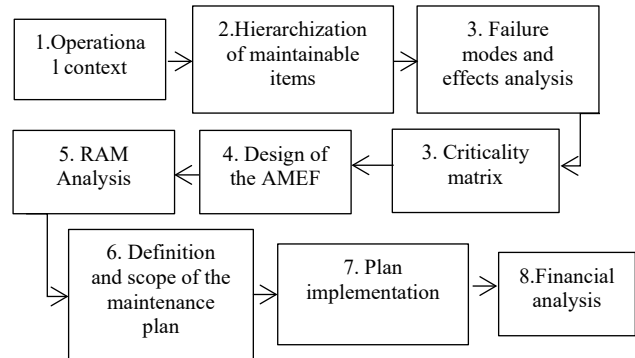 1.Operationa
l context
2.Hierarchization
of maintainable
items
3. Failure
modes and
effects analysis
5. RAM
Analysis
4. Design of
the AMEF
3. Criticality
matrix
6. Definition
and scope of the
maintenance
plan
7. Plan
implementation
8.Financial
analysis